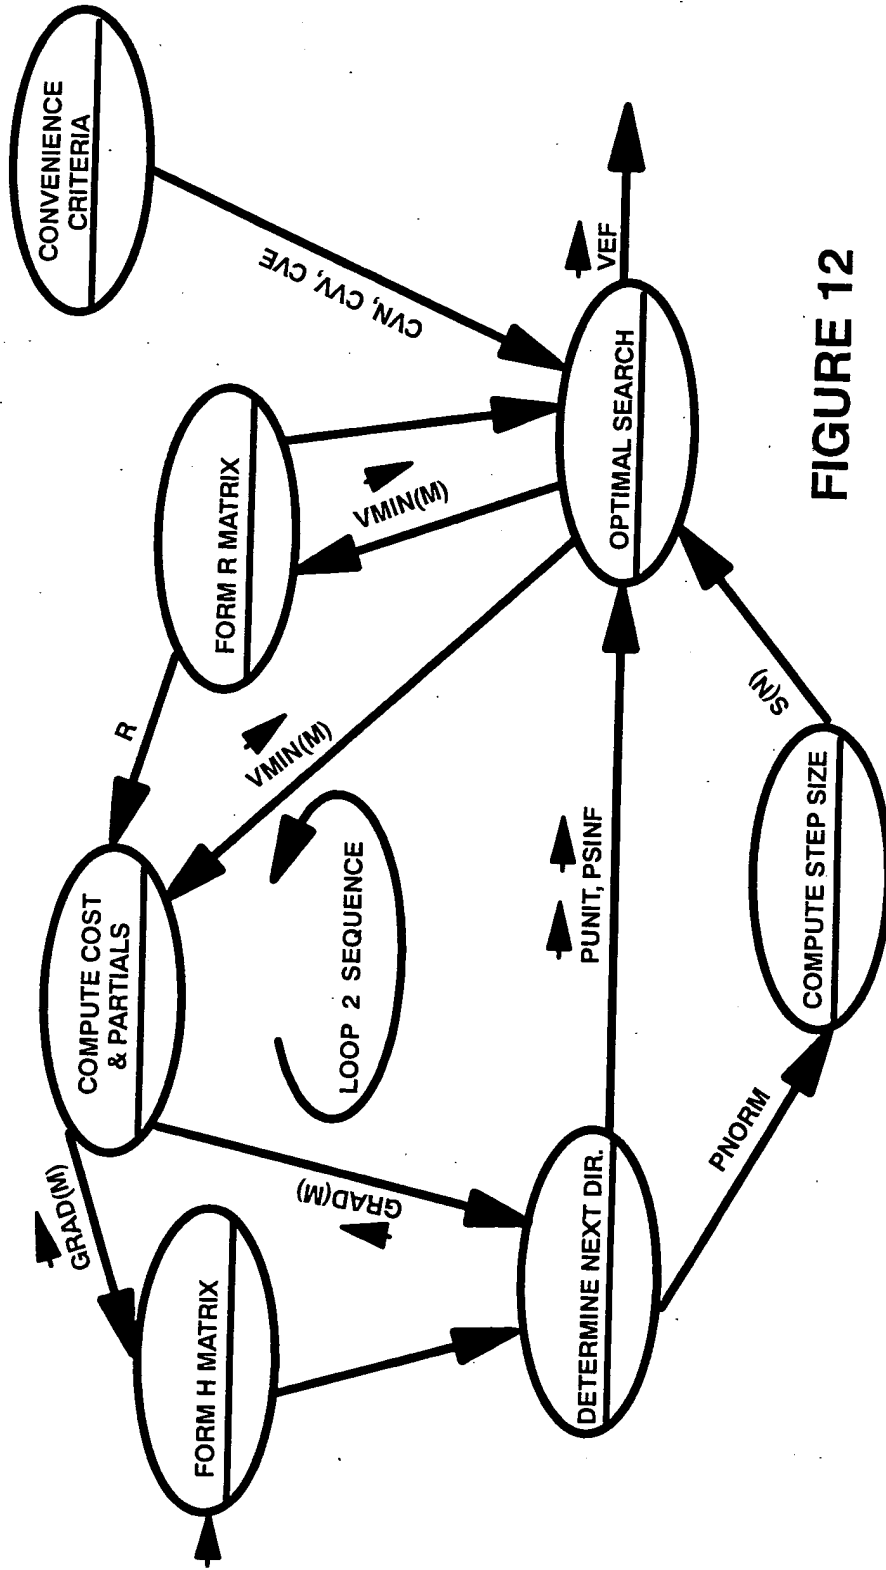 CONVENIENCE
CRITERIA
CVN, CVV, CVE
FORM R MATRIX
VMIN(M)
OPTIMAL SEARCH
VEF
R
VMIN(M)
COMPUTE COST
& PARTIALS
LOOP 2 SEQUENCE
PUNIT, PSINF
S(N)
COMPUTE STEP SIZE
GRAD(M)
GRAD(M)
FORM H MATRIX
DETERMINE NEXT DIR.
PNORM
FIGURE 12